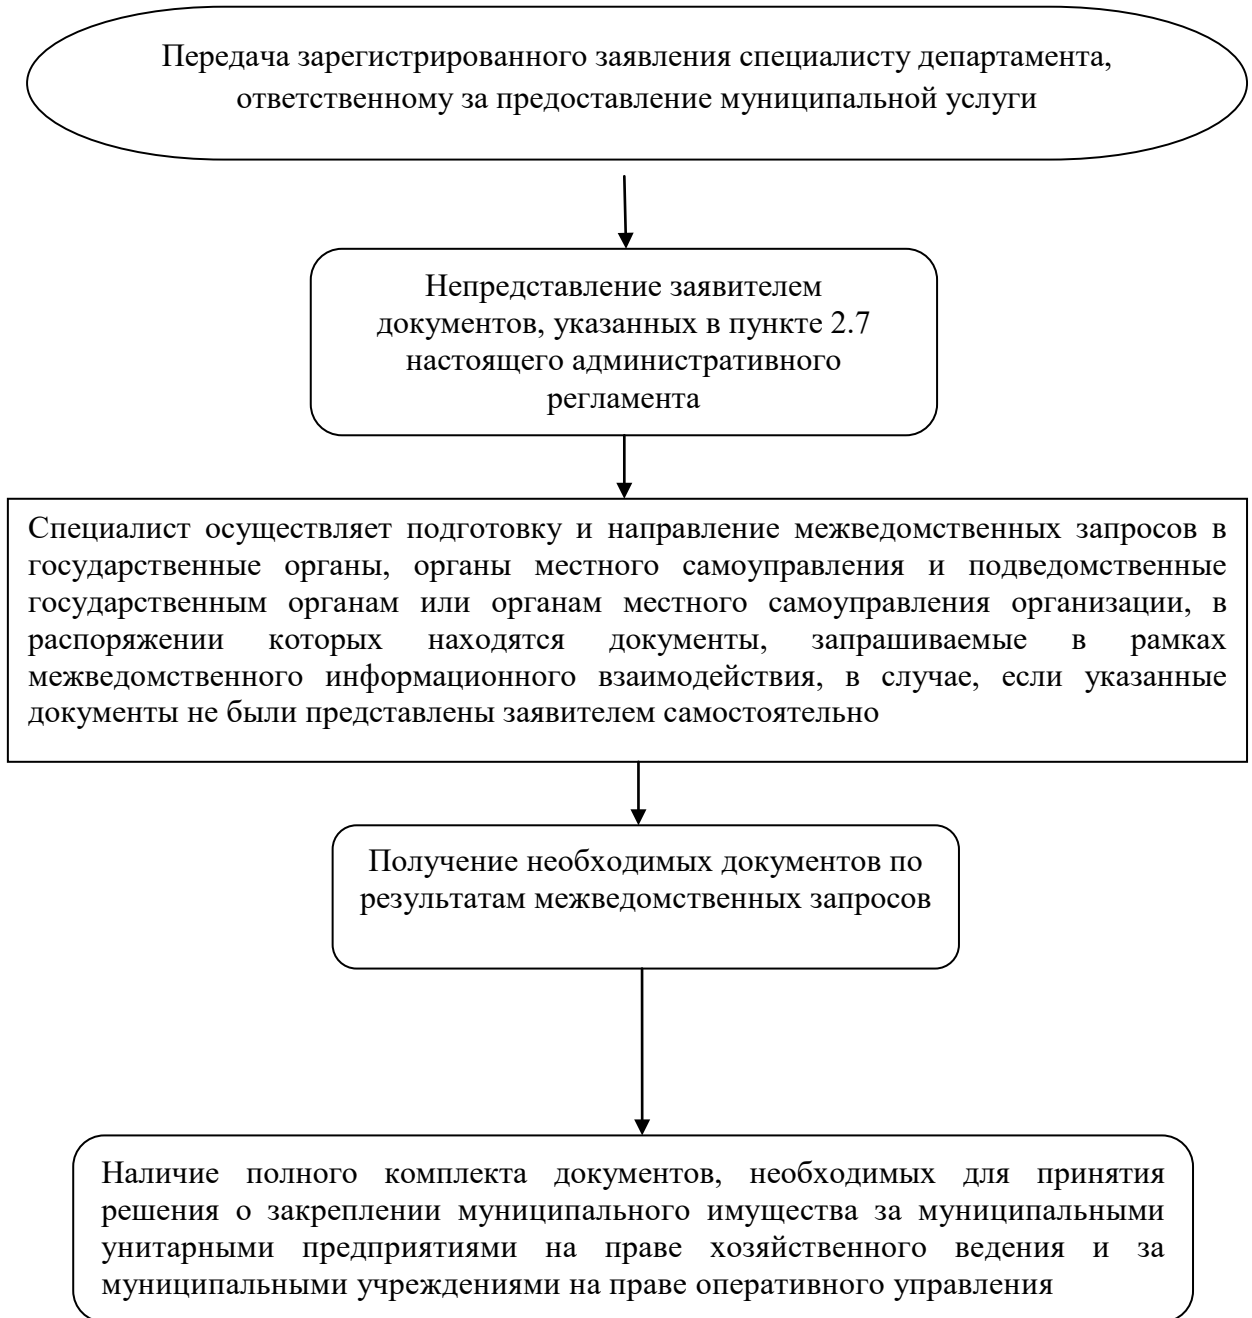 Передача зарегистрированного заявления специалисту департамента,
ответственному за предоставление муниципальной услуги
Непредставление заявителем
документов, указанных в пункте 2.7
настоящего административного
регламента
Специалист осуществляет подготовку и направление межведомственных запросов в
государственные органы, органы местного самоуправления и подведомственные
государственным органам или органам местного самоуправления организации, в
распоряжении которых находятся документы, запрашиваемые в рамках
межведомственного информационного взаимодействия, в случае, если указанные
документы не были представлены заявителем самостоятельно
Получение необходимых документов по
результатам межведомственных запросов
Наличие полного комплекта документов, необходимых для принятия
решения о закреплении муниципального имущества за муниципальными
унитарными предприятиями на праве хозяйственного ведения и за
муниципальными учреждениями на праве оперативного управления